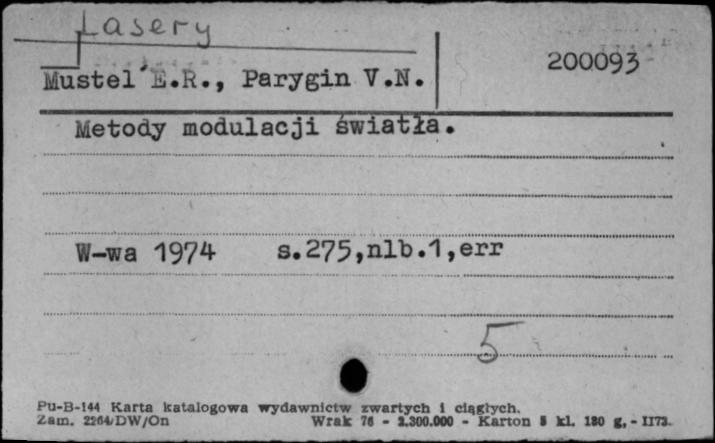 Lasery
200093
Mustel E.R., Parygin V.N.
Metody modulacji światła.
W-wa 1974 s.275,nlb.1,err
5
Pu-B-144 Karta katalogowa wydawnictw zwartych i ciągłych.
Zam. 2264/DW/On Wrak 76 - 2.300.000 - Karton 5 kl. 180 g, - II73.